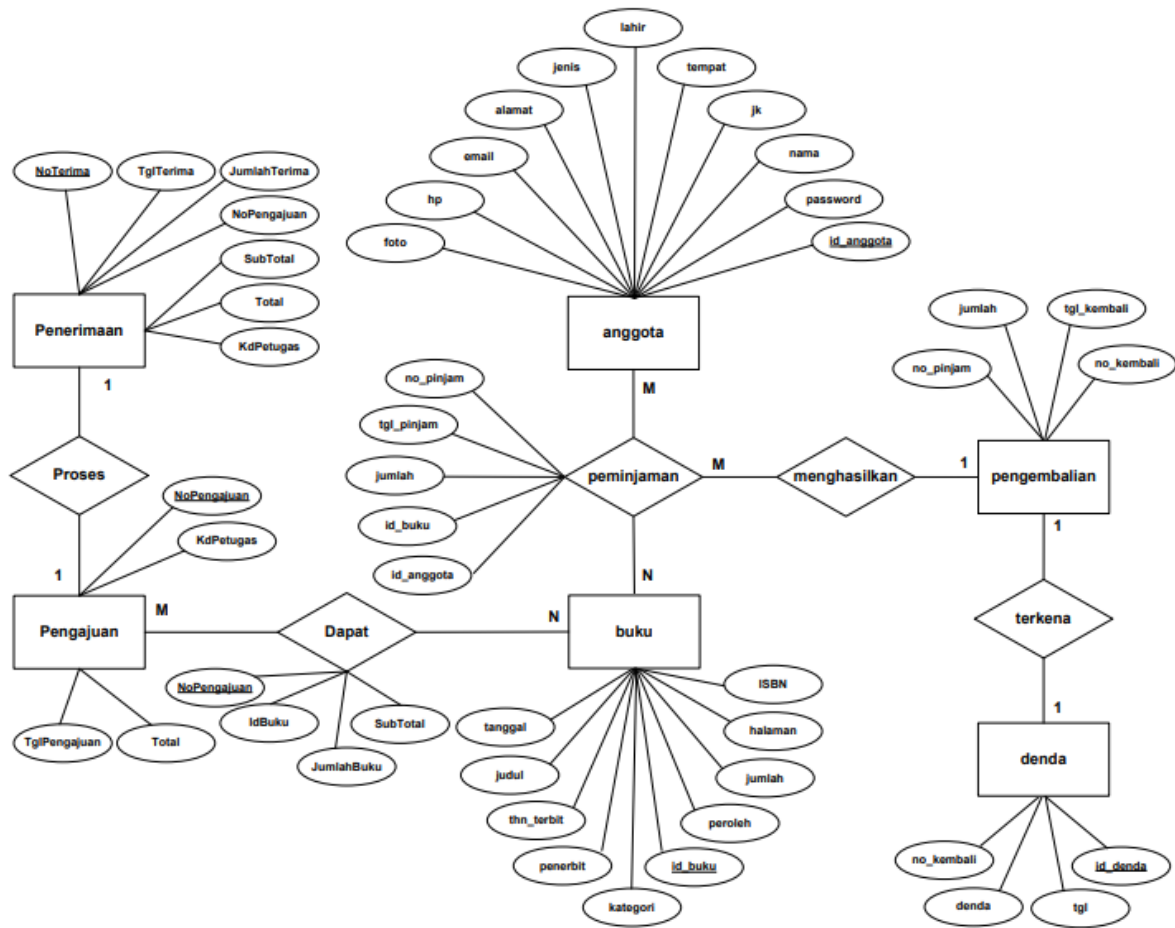 lahir
jenis
tempat
alamat
jk
NoTerima
TglTerima
JumlahTerima
email
nama
hp
password
NoPengajuan
foto
id_anggota
SubTotal
Total
KdPetugas
Penerimaan
anggota
jumlah
tgl_kembali
no_pinjam
no_kembali
1
M
no_pinjam
tgl_pinjam
Proses
jumlah
peminjaman
M
menghasilkan
1
pengembalian
NoPengajuan
id_buku
KdPetugas
id_anggota
1
1
M
N
N
Pengajuan
Dapat
buku
terkena
NoPengajuan
IdBuku
SubTotal
JumlahBuku
TglPengajuan
Total
ISBN
tanggal
halaman
judul
jumlah
thn_terbit
peroleh
penerbit
id_buku
kategori
1
denda
no_kembali
id_denda
denda
tgl